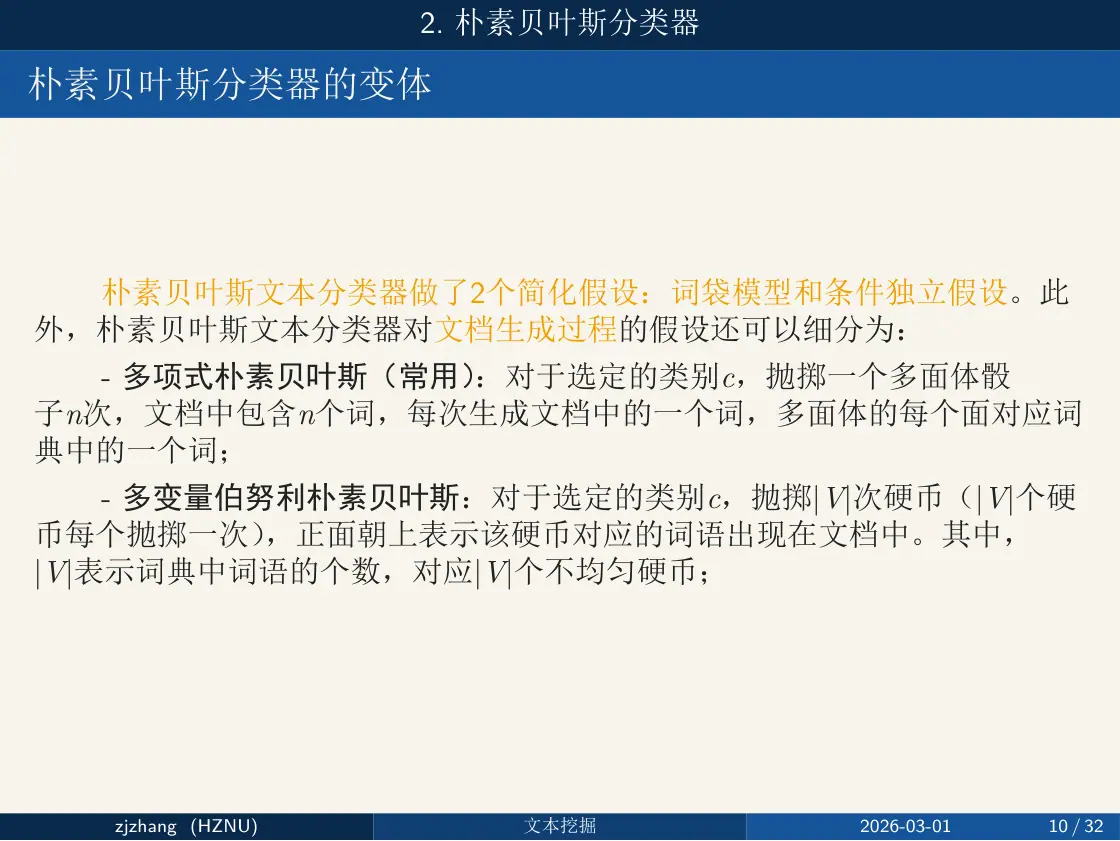 2. 朴素贝叶斯分类器
朴素贝叶斯分类器的变体
朴素贝叶斯文本分类器做了2个简化假设：词袋模型和条件独立假设。此
外，朴素贝叶斯文本分类器对文档生成过程的假设还可以细分为：
- 多项式朴素贝叶斯（常用）：对于选定的类别c，抛掷一个多面体骰
子n次，文档中包含n个词，每次生成文档中的一个词，多面体的每个面对应词
典中的一个词；
- 多变量伯努利朴素贝叶斯：对于选定的类别c，抛掷|V|次硬币（|V|个硬
币每个抛掷一次），正面朝上表示该硬币对应的词语出现在文档中。其中，
|V|表示词典中词语的个数，对应|V|个不均匀硬币；
zjzhang (HZNU) 文本挖掘 2026-03-01 10 / 32